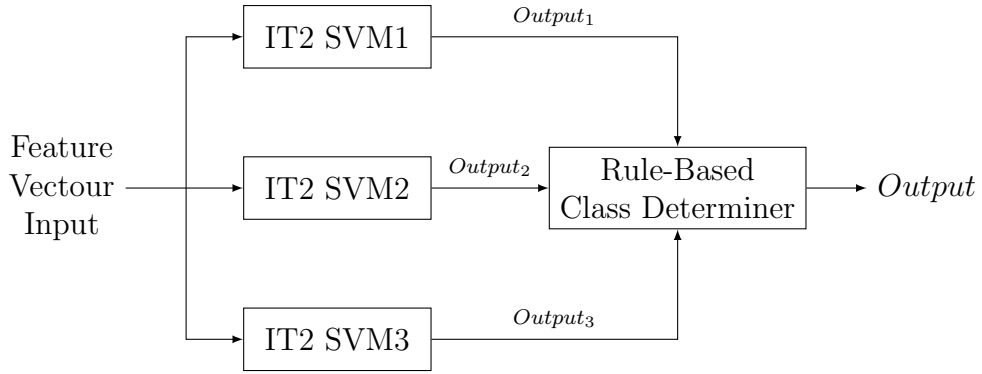 Feature
Vectour
Input
IT2 SVM1
IT2 SVM2
IT2 SVM3
Output₁
Output₂
Output₃
Rule-Based
Class Determiner
Output